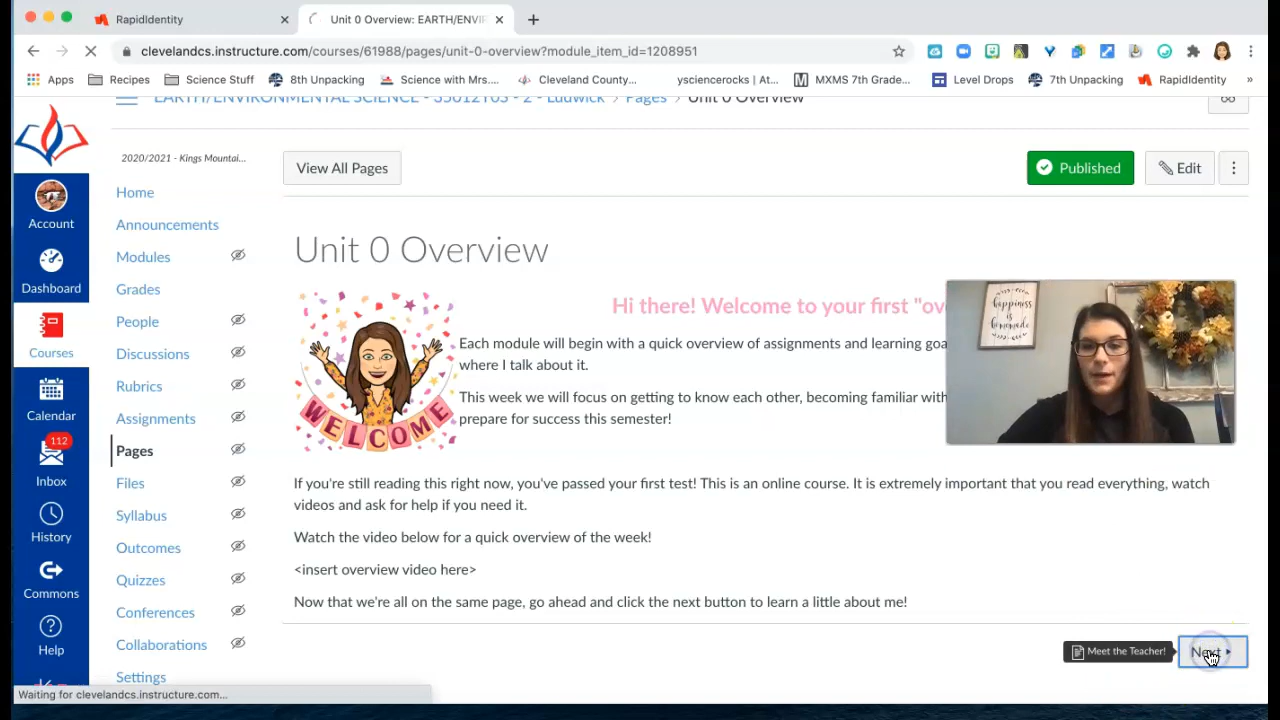 RapidIdentity
Unit 0 Overview: EARTH/ENVIR
clevelandcs.instructure.com/courses/61988/pages/unit-0-overview?module_item_id=1208951
Apps
Recipes
Science Stuff
8th Unpacking
Science with Mrs....
Cleveland County...
ysciencerocks | At...
MXMS 7th Grade...
Level Drops
7th Unpacking
RapidIdentity
»
EARTH/ENVIRONMENTAL SCIENCE - 35012Y03 - 2 - Ludwick > Pages > Unit 0 Overview
2020/2021 - Kings Mountai...
View All Pages
Published
Edit
Account
Dashboard
Courses
Calendar
112
Inbox
History
Commons
Help
Home
Announcements
Modules
Grades
People
Discussions
Rubrics
Assignments
Pages
Files
Syllabus
Outcomes
Quizzes
Conferences
Collaborations
Settings
Unit 0 Overview
WELCOME
Hi there! Welcome to your first "ov
Each module will begin with a quick overview of assignments and learning goa
where I talk about it.
This week we will focus on getting to know each other, becoming familiar with
prepare for success this semester!
happiness
is
homemade
If you're still reading this right now, you've passed your first test! This is an online course. It is extremely important that you read everything, watch
videos and ask for help if you need it.
Watch the video below for a quick overview of the week!
<insert overview video here>
Now that we're all on the same page, go ahead and click the next button to learn a little about me!
Meet the Teacher!
Next
Waiting for clevelandcs.instructure.com...